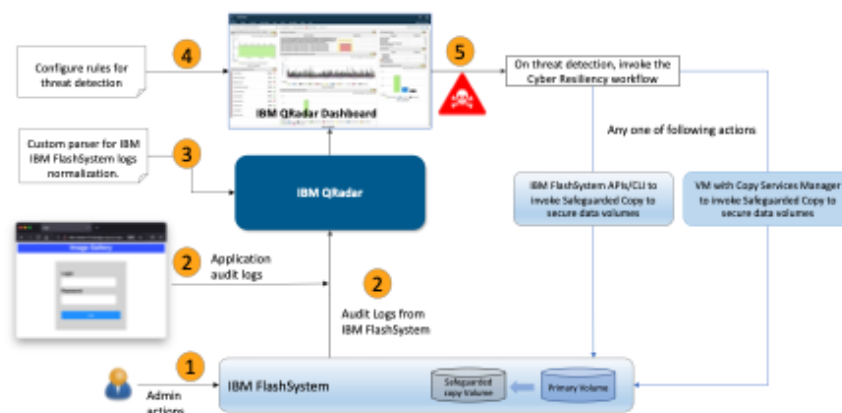 4
5
Configure rules for
threat detection
On threat detection, invoke the
Cyber Resiliency workflow
IBM QRadar Dashboard
Any one of following actions
Custom parser for IBM
IBM FlashSystem logs
normalization.
3
IBM QRadar
IBM FlashSystem APIs/CLI to
invoke Safeguarded Copy to
secure data volumes
VM with Copy Services Manager
to invoke Safeguarded Copy to
secure data volumes
Image Gallery
Login
Password
2
Application
audit logs
2
Audit Logs from
IBM FlashSystem
1
Admin
actions
IBM FlashSystem
Safeguarded
copy Volume
Primary Volume